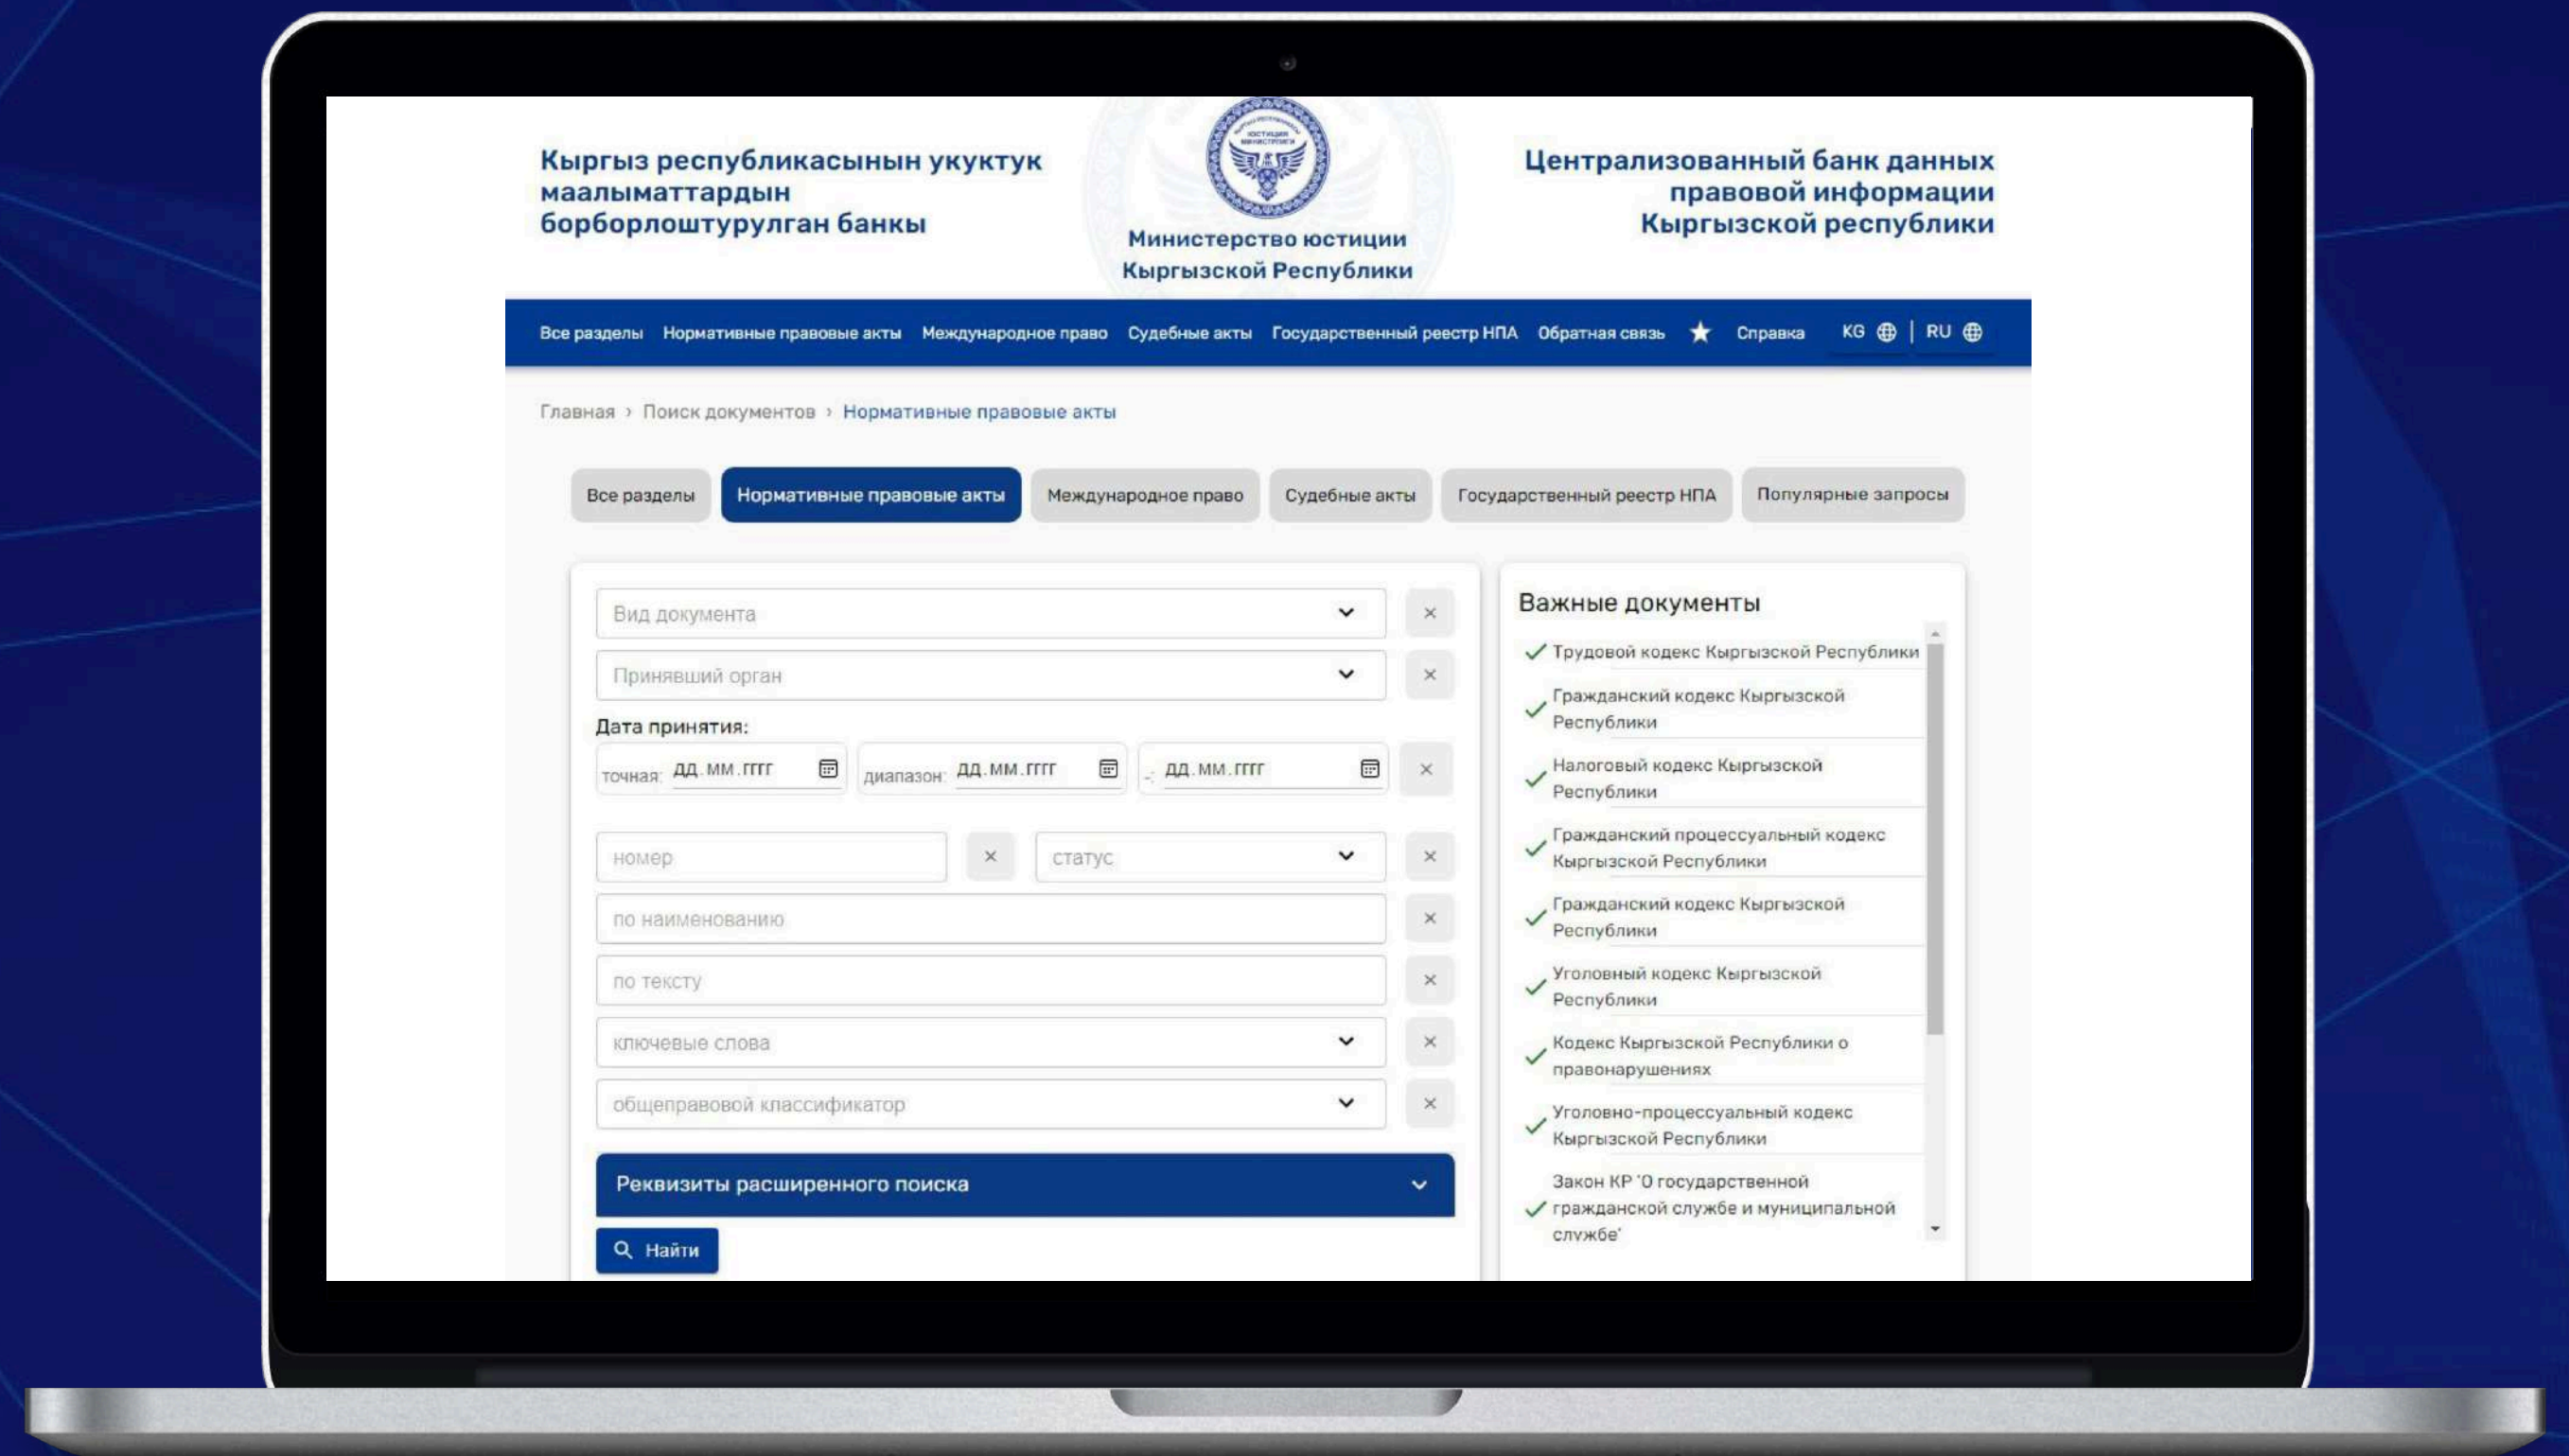 Кыргыз республикасынын укуктук
маалыматтардын
борборлоштурулган банкы
ЮСТИЦИЯ
МИНИСТРЛИГИ
Министерство юстиции
Кыргызской Республики
Централизованный банк данных
правовой информации
Кыргызской республики
Все разделы Нормативные правовые акты Международное право Судебные акты Государственный реестр НПА Обратная связь Справка KG | RU
Главная › Поиск документов › Нормативные правовые акты
Все разделы Нормативные правовые акты Международное право Судебные акты Государственный реестр НПА Популярные запросы
Вид документа
Принявший орган
Дата принятия:
точная: ДД.ММ.ГГГГ диапазон: ДД.ММ.ГГГГ -: ДД.ММ.ГГГГ
номер статус
по наименованию
по тексту
ключевые слова
общеправовой классификатор
Реквизиты расширенного поиска
Найти
Важные документы
Трудовой кодекс Кыргызской Республики
Гражданский кодекс Кыргызской
Республики
Налоговый кодекс Кыргызской
Республики
Гражданский процессуальный кодекс
Кыргызской Республики
Гражданский кодекс Кыргызской
Республики
Уголовный кодекс Кыргызской
Республики
Кодекс Кыргызской Республики о
правонарушениях
Уголовно-процессуальный кодекс
Кыргызской Республики
Закон КР 'О государственной
гражданской службе и муниципальной
службе'